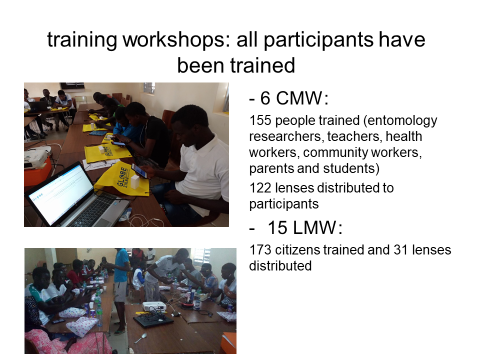 training workshops: all participants have
been trained
- 6 CMW:
155 people trained (entomology
researchers, teachers, health
workers, community workers,
parents and students)
122 lenses distributed to
participants
- 15 LMW:
173 citizens trained and 31 lenses
distributed
GLOBE